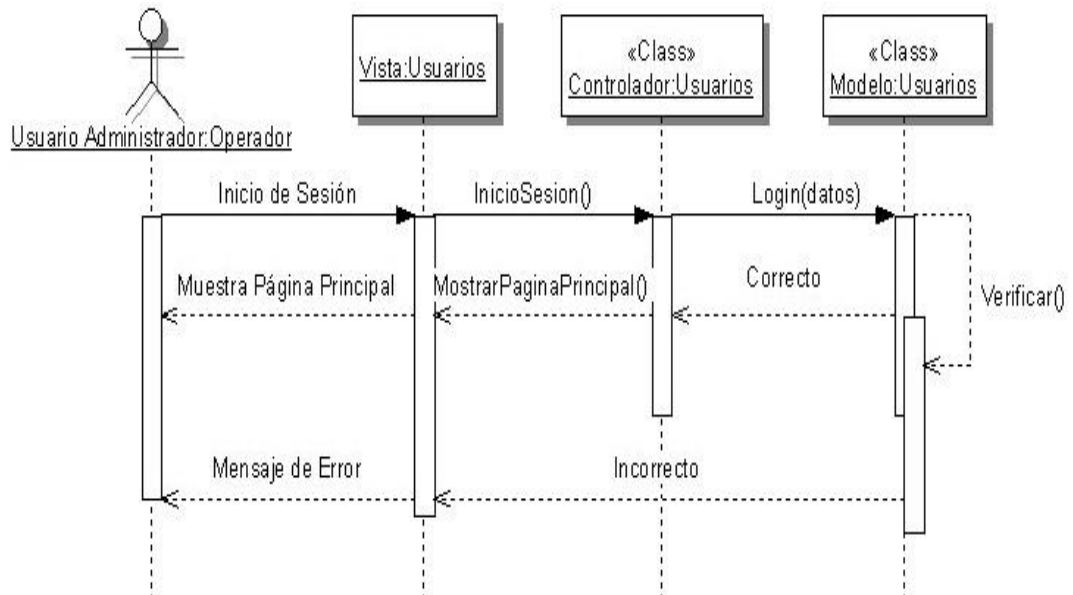 Vista:Usuarios
«Class»
Controlador:Usuarios
«Class»
Modelo:Usuarios
Usuario Administrador:Operador
Inicio de Sesión
InicioSesion()
Login(datos)
Muestra Página Principal
MostrarPaginaPrincipal()
Correcto
Verificar()
Mensaje de Error
Incorrecto